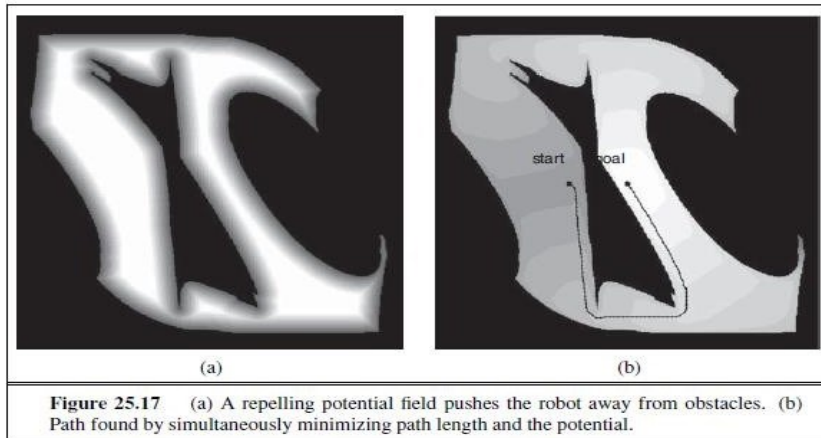 start goal
(a)
(b)
Figure 25.17 (a) A repelling potential field pushes the robot away from obstacles. (b)
Path found by simultaneously minimizing path length and the potential.